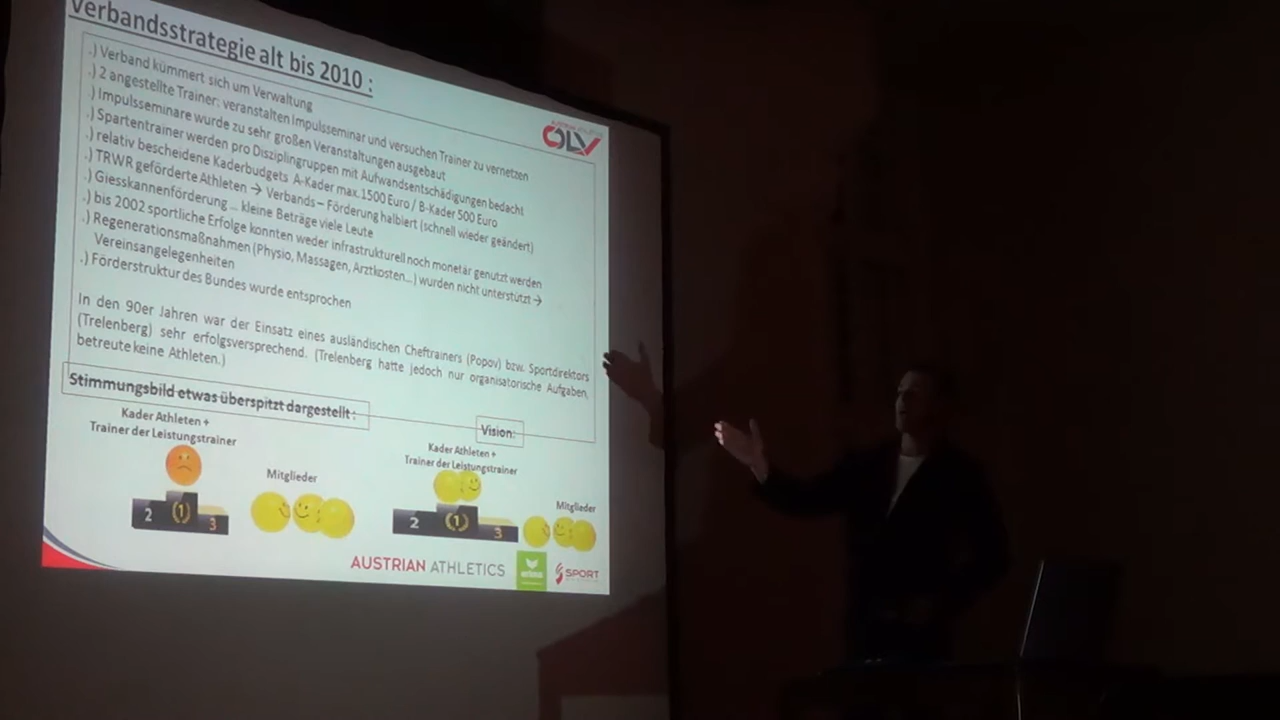 Verbandsstrategie alt bis 2010 :
ÖLV
.) Verband kümmert sich um Verwaltung
.) 2 angestellte Trainer: veranstalten Impulsseminar und versuchen Trainer zu vernetzen
.) Impulsseminare wurde zu sehr großen Veranstaltungen ausgebaut
.) Spartentrainer werden pro Disziplingruppen mit Aufwandsentschädigungen bedacht
.) relativ bescheidene Kaderbudgets A-Kader max. 1500 Euro / B-Kader 500 Euro
.) TRWR geförderte Athleten → Verbands – Förderung halbiert (schnell wieder geändert)
.) Giesskannenförderung ... kleine Beträge viele Leute
.) bis 2002 sportliche Erfolge konnten weder infrastrukturell noch monetär genutzt werden
.) Regenerationsmaßnahmen (Physio, Massagen, Arztkosten...) wurden nicht unterstützt →
Vereinsangelegenheiten
.) Förderstruktur des Bundes wurde entsprochen
In den 90er Jahren war der Einsatz eines ausländischen Cheftrainers (Popov) bzw. Sportdirektors
(Trelenberg) sehr erfolgsversprechend. (Trelenberg hatte jedoch nur organisatorische Aufgaben,
betreute keine Athleten.)
Stimmungsbild etwas überspitzt dargestellt :
Vision:
Kader Athleten +
Trainer der Leistungstrainer
Mitglieder
2 1 3
Kader Athleten +
Trainer der Leistungstrainer
Mitglieder
2 1 3
AUSTRIAN ATHLETICS
erima
SPORT